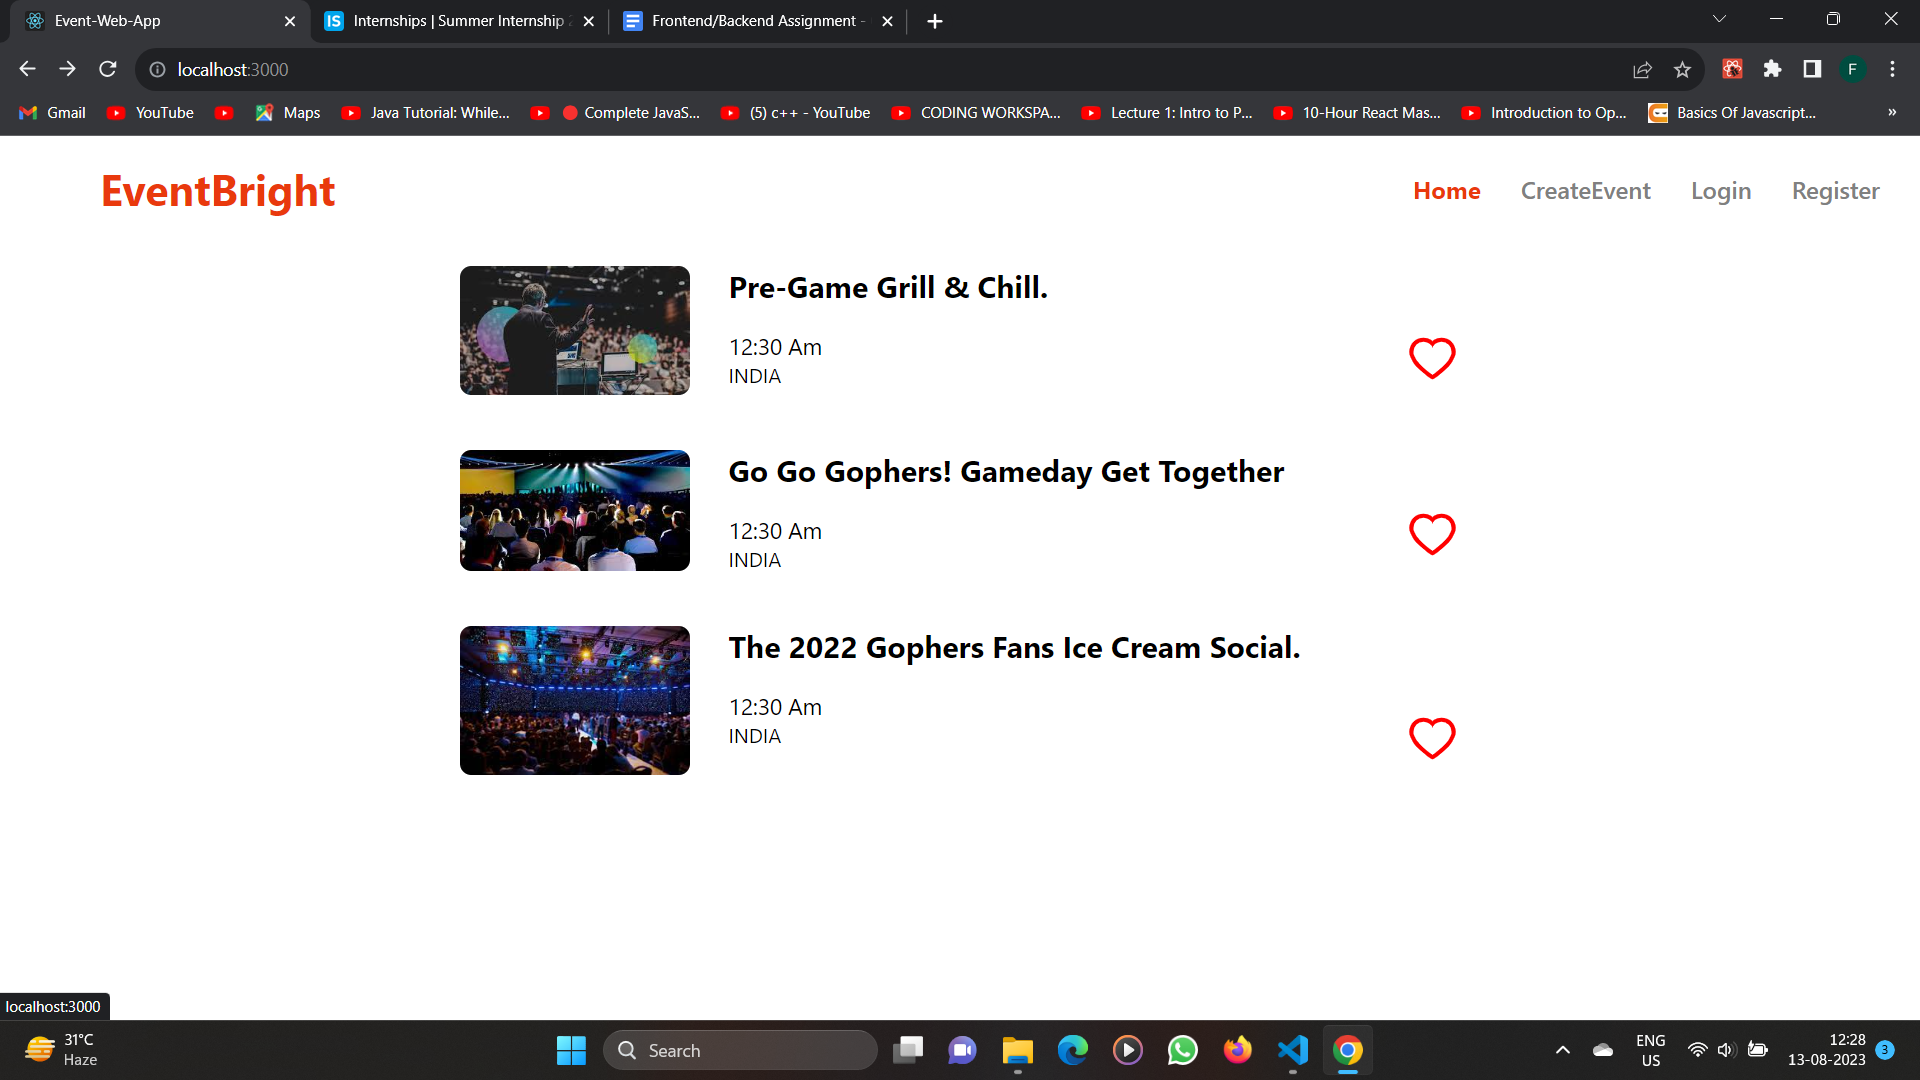 Event-Web-App
Internships | Summer Internship 2
Frontend/Backend Assignment -
localhost:3000
F
Gmail
YouTube
Maps
Java Tutorial: While...
Complete JavaS...
(5) c++ - YouTube
CODING WORKSPA...
Lecture 1: Intro to P...
10-Hour React Mas...
Introduction to Op...
Basics Of Javascript...
»
EventBright
Home
CreateEvent
Login
Register
Pre-Game Grill & Chill.
12:30 Am
INDIA
Go Go Gophers! Gameday Get Together
12:30 Am
INDIA
The 2022 Gophers Fans Ice Cream Social.
12:30 Am
INDIA
localhost:3000
31°C
Haze
Search
ENG
US
12:28
13-08-2023
3